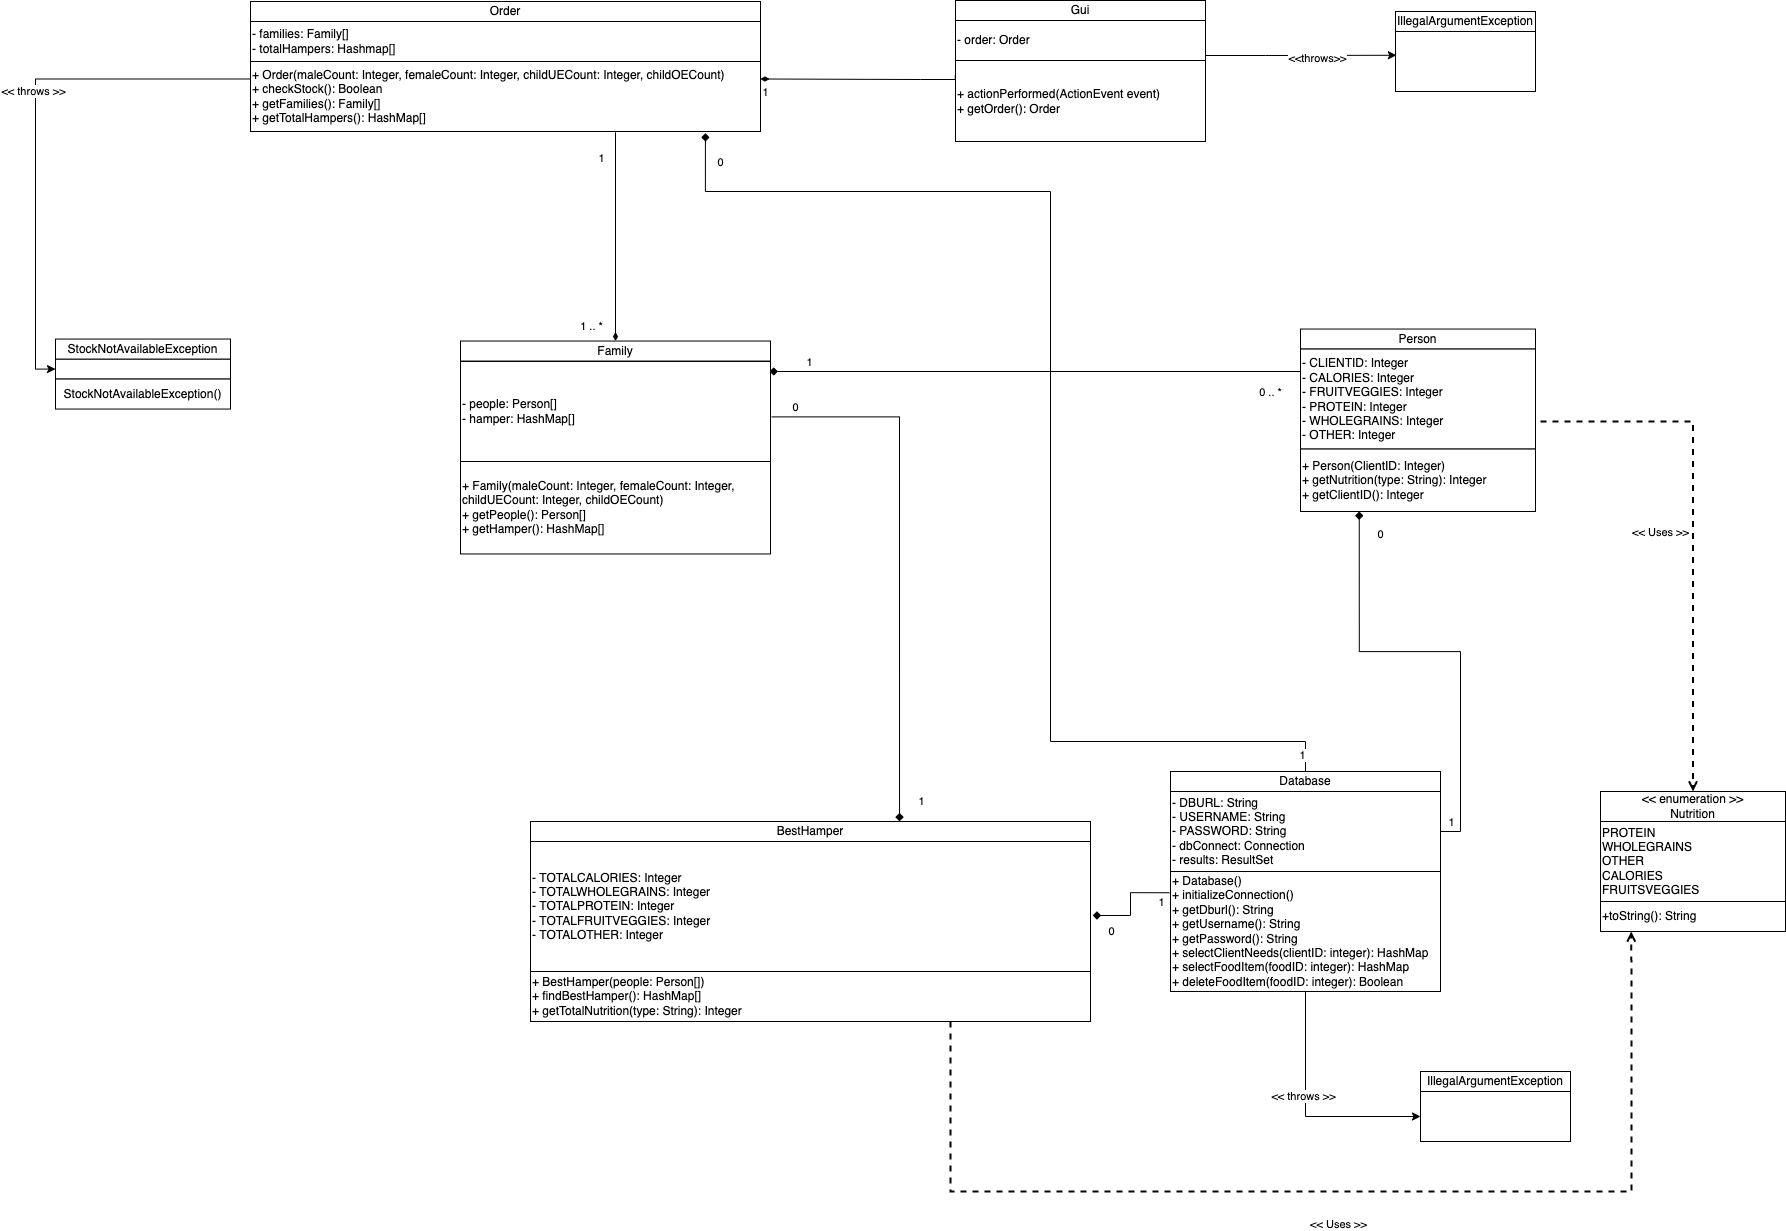 Order
- families: Family[]
- totalHampers: Hashmap[]
+ Order(maleCount: Integer, femaleCount: Integer, childUECount: Integer, childOECount)
+ checkStock(): Boolean
+ getFamilies(): Family[]
+ getTotalHampers(): HashMap[]
Gui
- order: Order
+ actionPerformed(ActionEvent event)
+ getOrder(): Order
IllegalArgumentException
<<throws>>
<< throws >>
1
1
0
1 .. *
StockNotAvailableException
StockNotAvailableException()
Family
- people: Person[]
- hamper: HashMap[]
+ Family(maleCount: Integer, femaleCount: Integer,
childUECount: Integer, childOECount)
+ getPeople(): Person[]
+ getHamper(): HashMap[]
1
0 .. *
0
Person
- CLIENTID: Integer
- CALORIES: Integer
- FRUITVEGGIES: Integer
- PROTEIN: Integer
- WHOLEGRAINS: Integer
- OTHER: Integer
+ Person(ClientID: Integer)
+ getNutrition(type: String): Integer
+ getClientID(): Integer
0
<< Uses >>
1
1
Database
- DBURL: String
- USERNAME: String
- PASSWORD: String
- dbConnect: Connection
- results: ResultSet
+ Database()
+ initializeConnection()
+ getDburl(): String
+ getUsername(): String
+ getPassword(): String
+ selectClientNeeds(clientID: integer): HashMap
+ selectFoodItem(foodID: integer): HashMap
+ deleteFoodItem(foodID: integer): Boolean
1
<< enumeration >>
Nutrition
PROTEIN
WHOLEGRAINS
OTHER
CALORIES
FRUITSVEGGIES
+toString(): String
BestHamper
- TOTALCALORIES: Integer
- TOTALWHOLEGRAINS: Integer
- TOTALPROTEIN: Integer
- TOTALFRUITVEGGIES: Integer
- TOTALOTHER: Integer
+ BestHamper(people: Person[])
+ findBestHamper(): HashMap[]
+ getTotalNutrition(type: String): Integer
1
0
<< throws >>
IllegalArgumentException
<< Uses >>